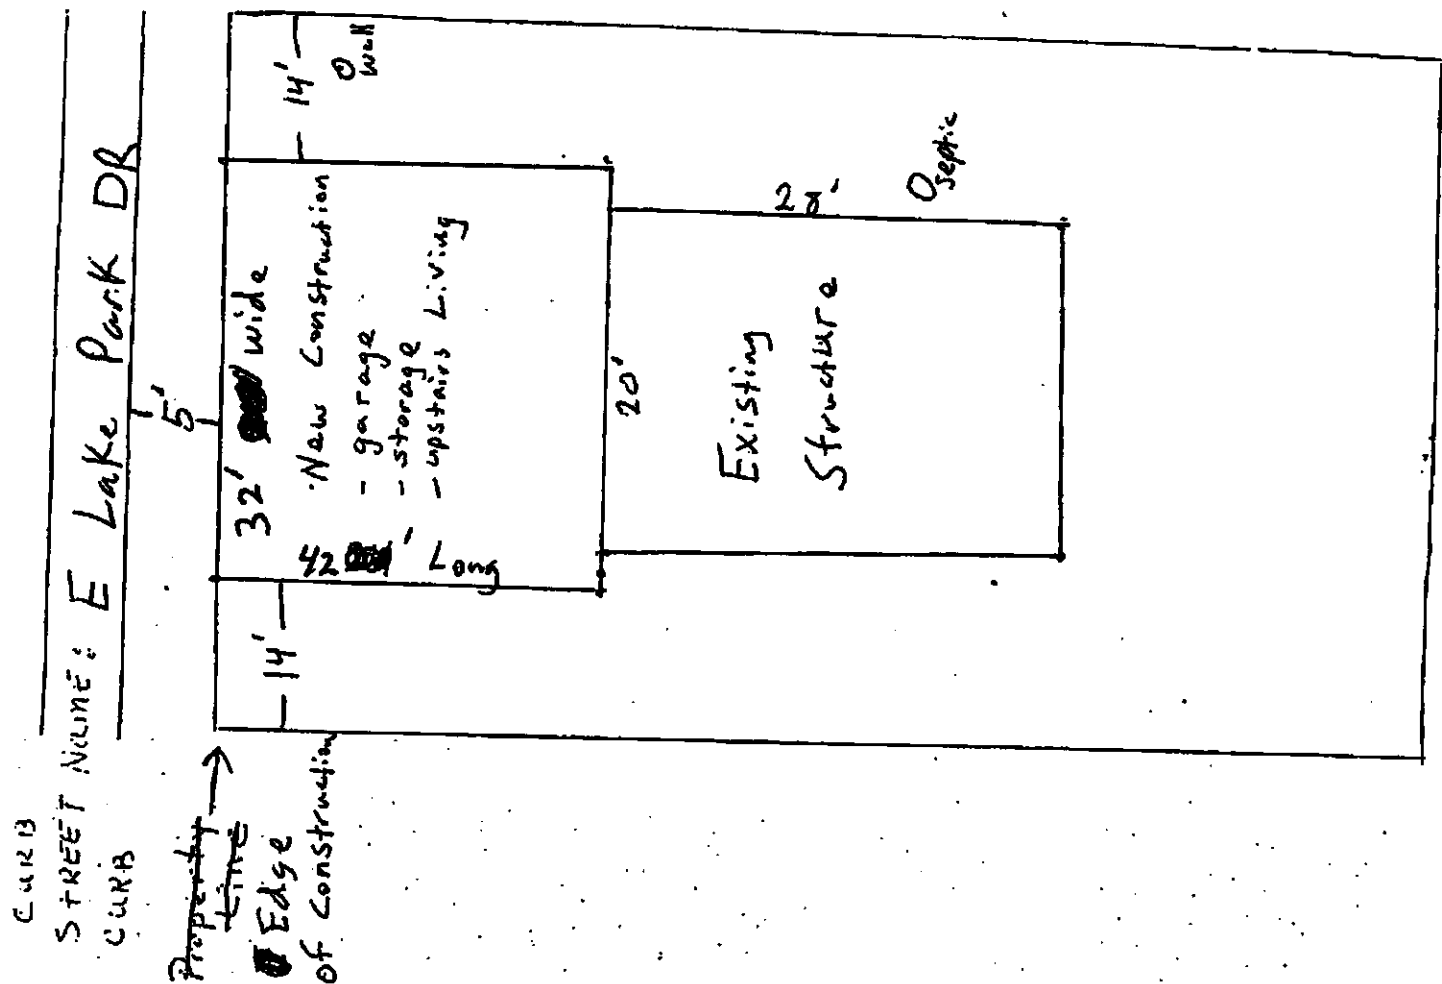 CURB
STREET NAME: E Lake Park DR
CURB
5'
Property
Line
Edge
of Construction
14'
32' wide
14'
O
well
New Construction
- garage
- storage
- upstairs Living
42' Long
20'
28'
O
septic
Existing
Structure